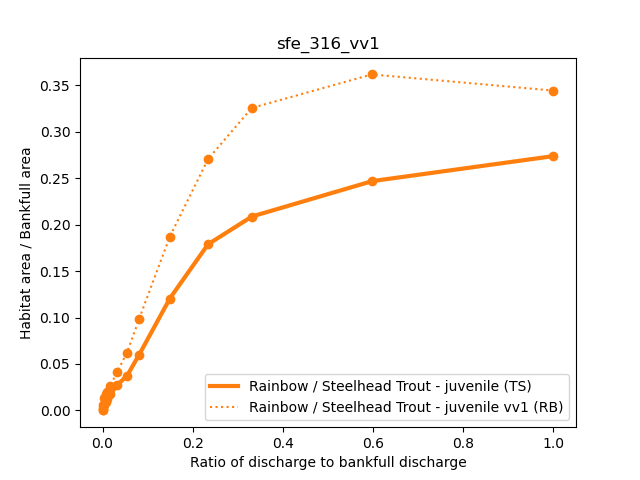 sfe_316_vv1
Habitat area / Bankfull area
0.35
0.30
0.25
0.20
0.15
0.10
0.05
0.00
Rainbow / Steelhead Trout - juvenile (TS)
Rainbow / Steelhead Trout - juvenile vv1 (RB)
0.0 0.2 0.4 0.6 0.8 1.0
Ratio of discharge to bankfull discharge